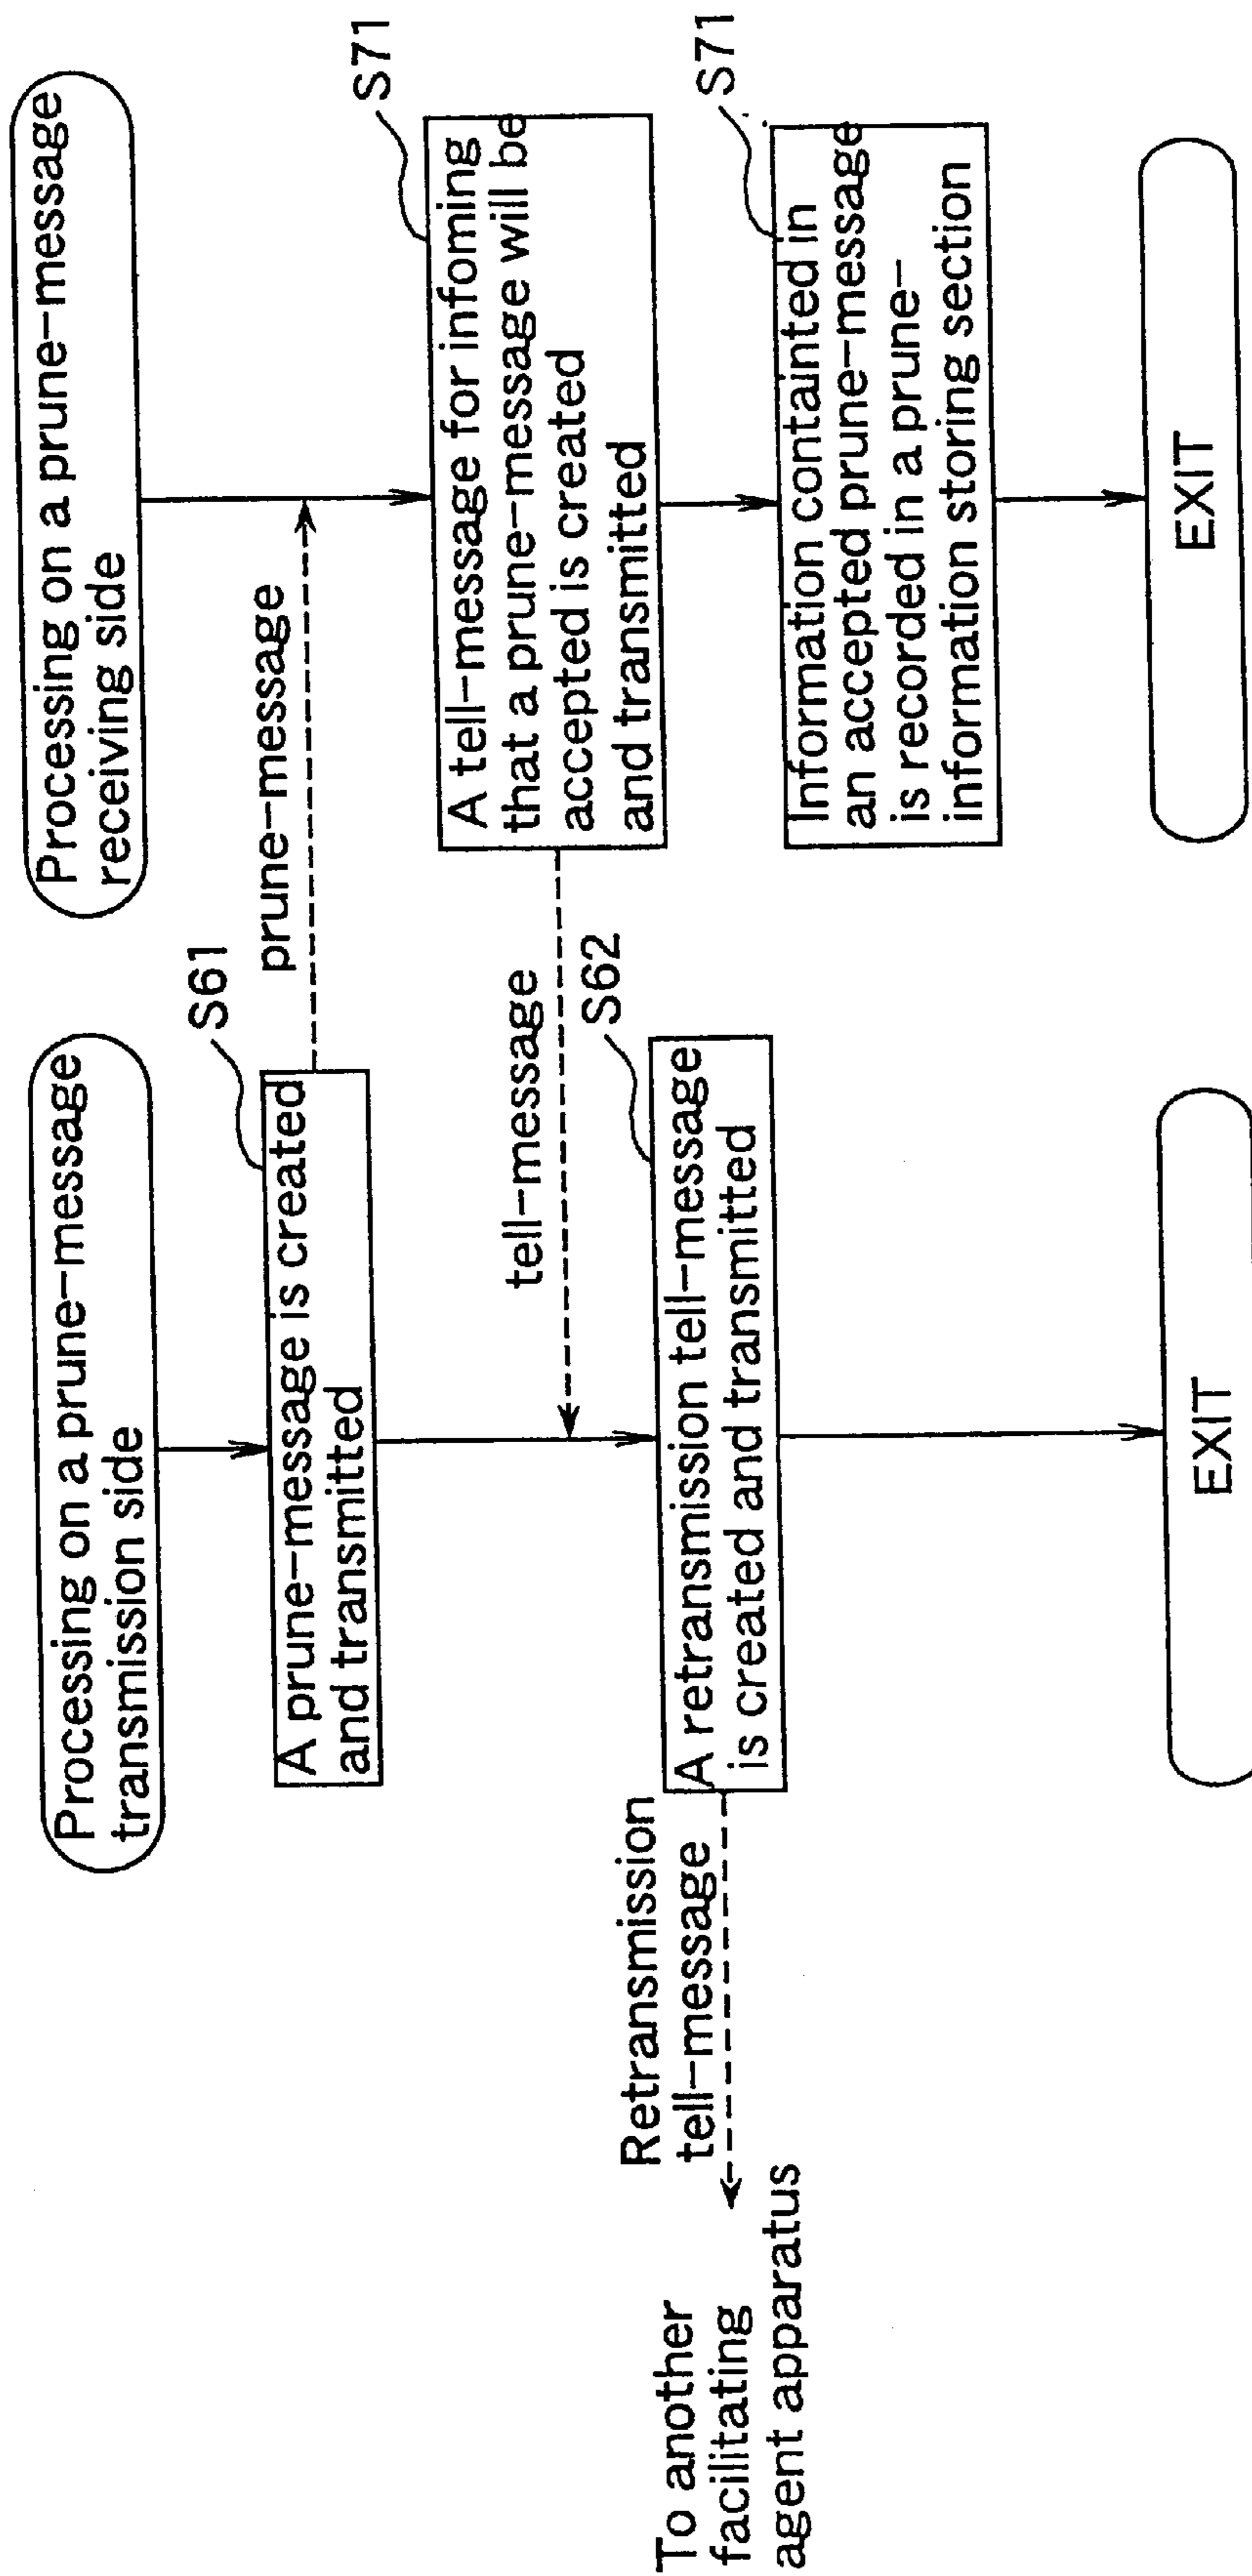 Processing on a prune-message
transmission side
S61
A prune-message is created
and transmitted
prune-message
tell-message
S62
A retransmission tell-message
is created and transmitted
Retransmission
tell-message
To another
facilitating
agent apparatus
EXIT
Processing on a prune-message
receiving side
S71
A tell-message for infoming
that a prune-message will be
accepted is created
and transmitted
S71
Information containted in
an accepted prune-message
is recorded in a prune-
information storing section
EXIT